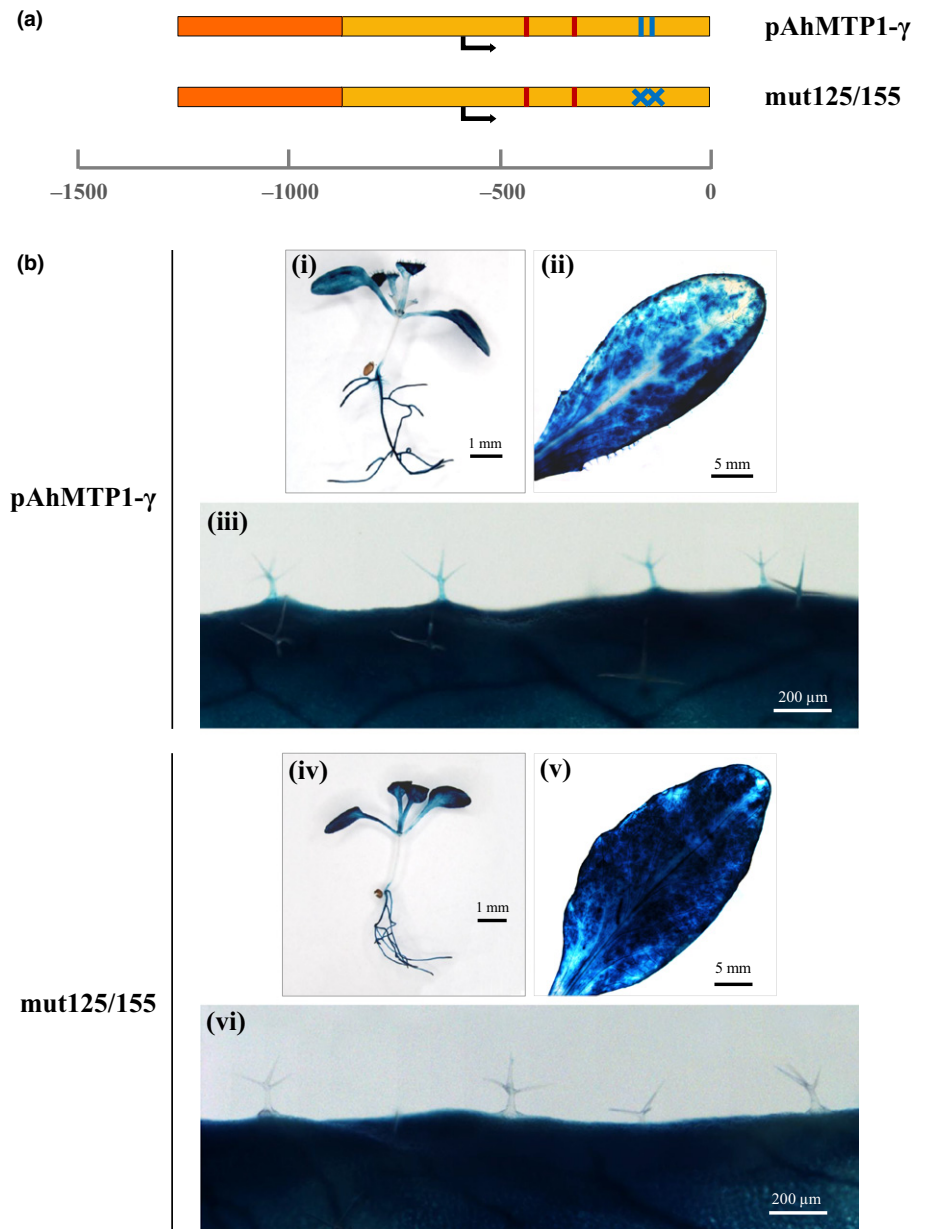 (a)
pAhMTP1-γ
mut125/155
–1500 –1000 –500 0
(b)
(i)
1 mm
(ii)
5 mm
pAhMTP1-γ
(iii)
200 µm
(iv)
1 mm
(v)
5 mm
mut125/155
(vi)
200 µm